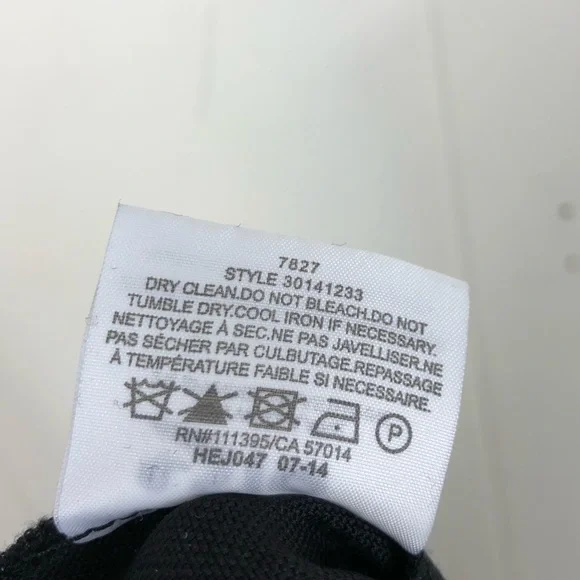 7827
STYLE 30141233
DRY CLEAN.DO NOT BLEACH.DO NOT
TUMBLE DRY.COOL IRON IF NECESSARY.
NETTOYAGE À SEC.NE PAS JAVELLISER.NE
PAS SÉCHER PAR CULBUTAGE.REPASSAGE
À TEMPÉRATURE FAIBLE SI NECESSAIRE.
P
RN#111395/CA 57014
HEJ047 07-14